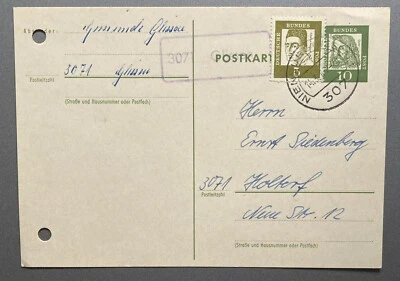 Gemeinde Glissen
3071 Glissen
Postleitzahl
(Straße und Hausnummer oder Postfach)
307
POSTKARTE
DEUTSCHE BUNDESPOST
5
10
307
Herrn
Ernst Siedenberg
3071 Holtorf
Postleitzahl
Neue Str. 12
(Straße und Hausnummer oder Postfach)